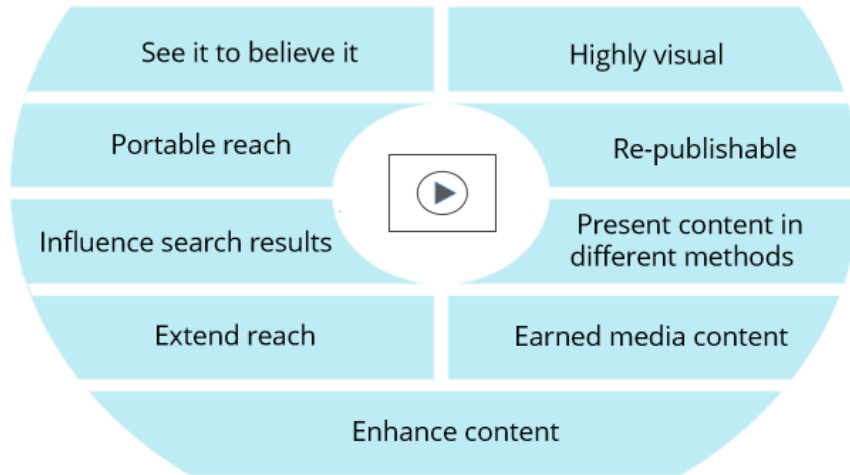 See it to believe it
Highly visual
Portable reach
Re-publishable
Influence search results
Present content in
different methods
Extend reach
Earned media content
Enhance content